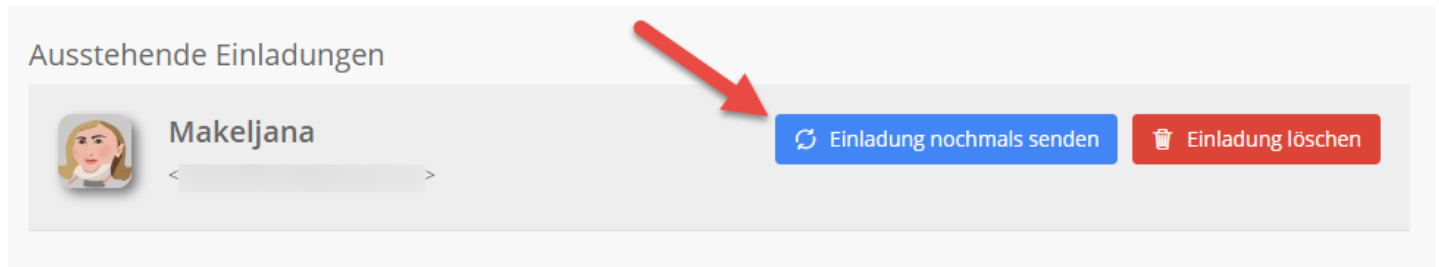 Ausstehende Einladungen
Makeljana
Einladung nochmals senden
Einladung löschen
< >